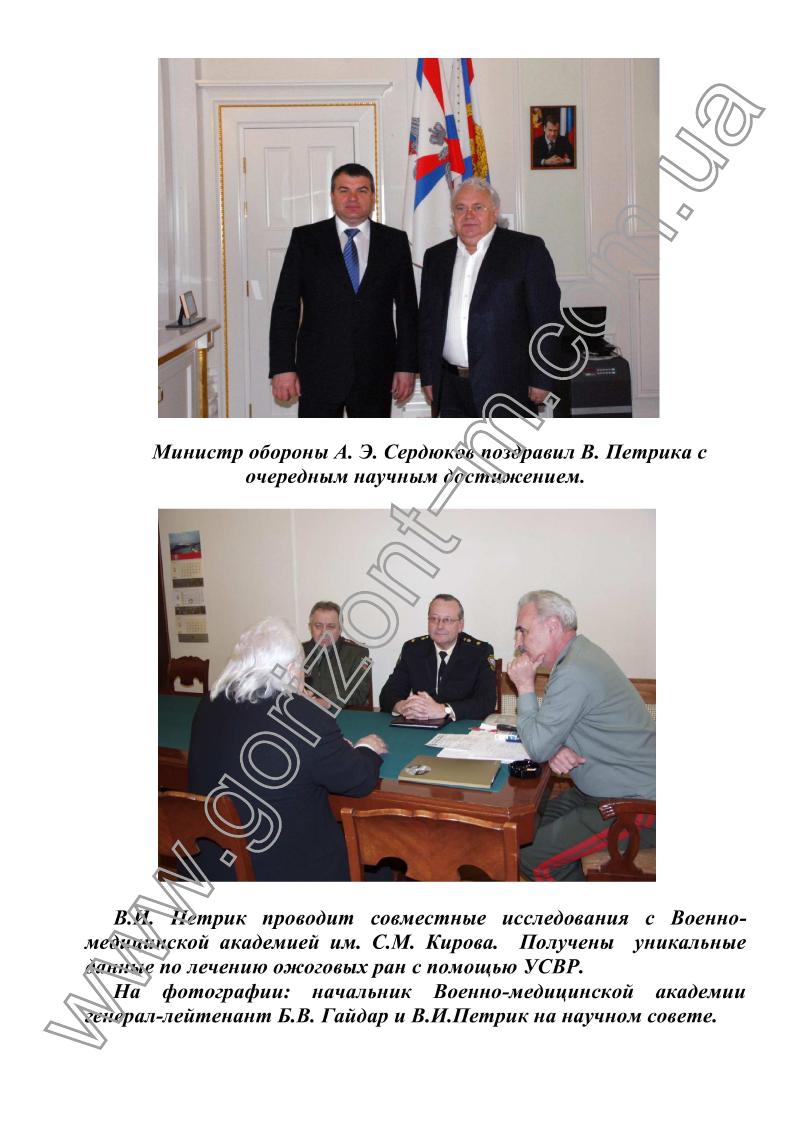 Министр обороны А. Э. Сердюков поздравил В. Петрика с
очередным научным достижением.
В.И. Петрик проводит совместные исследования с Военно-
медицинской академией им. С.М. Кирова. Получены уникальные
данные по лечению ожоговых ран с помощью УСВР.
На фотографии: начальник Военно-медицинской академии
генерал-лейтенант Б.В. Гайдар и В.И.Петрик на научном совете.
www.gorizont-m.com.ua